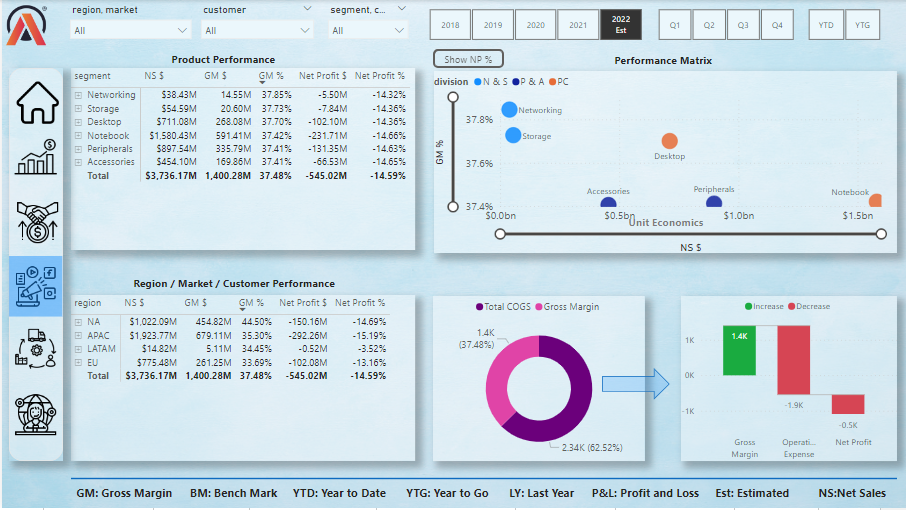 region, market
customer
segment, c...
All
All
All
2018
2019
2020
2021
2022
Est
Q1
Q2
Q3
Q4
YTD
YTG
Product Performance
segment NS $ GM $ GM % Net Profit $ Net Profit %
Networking $38.43M 14.55M 37.85% -5.50M -14.32%
Storage $54.59M 20.60M 37.73% -7.84M -14.36%
Desktop $711.08M 268.08M 37.70% -102.10M -14.36%
Notebook $1,580.43M 591.41M 37.42% -231.71M -14.66%
Peripherals $897.54M 335.79M 37.41% -131.35M -14.63%
Accessories $454.10M 169.86M 37.41% -66.53M -14.65%
Total $3,736.17M 1,400.28M 37.48% -545.02M -14.59%
Show NP %
Performance Matrix
division N & S P & A PC
GM %
37.8%
37.6%
37.4%
Networking
Storage
Desktop
Accessories
Peripherals
Notebook
$0.0bn $0.5bn $1.0bn $1.5bn
Unit Economics
NS $
Region / Market / Customer Performance
region NS $ GM $ GM % Net Profit $ Net Profit %
NA $1,022.09M 454.82M 44.50% -150.16M -14.69%
APAC $1,923.77M 679.11M 35.30% -292.26M -15.19%
LATAM $14.82M 5.11M 34.45% -0.52M -3.52%
EU $775.48M 261.25M 33.69% -102.08M -13.16%
Total $3,736.17M 1,400.28M 37.48% -545.02M -14.59%
Total COGS Gross Margin
1.4K
(37.48%)
2.34K (62.52%)
Increase Decrease
1K
0K
-1K
1.4K
-1.9K
-0.5K
Gross
Margin
Operati...
Expense
Net Profit
GM: Gross Margin BM: Bench Mark YTD: Year to Date YTG: Year to Go LY: Last Year P&L: Profit and Loss Est: Estimated NS:Net Sales